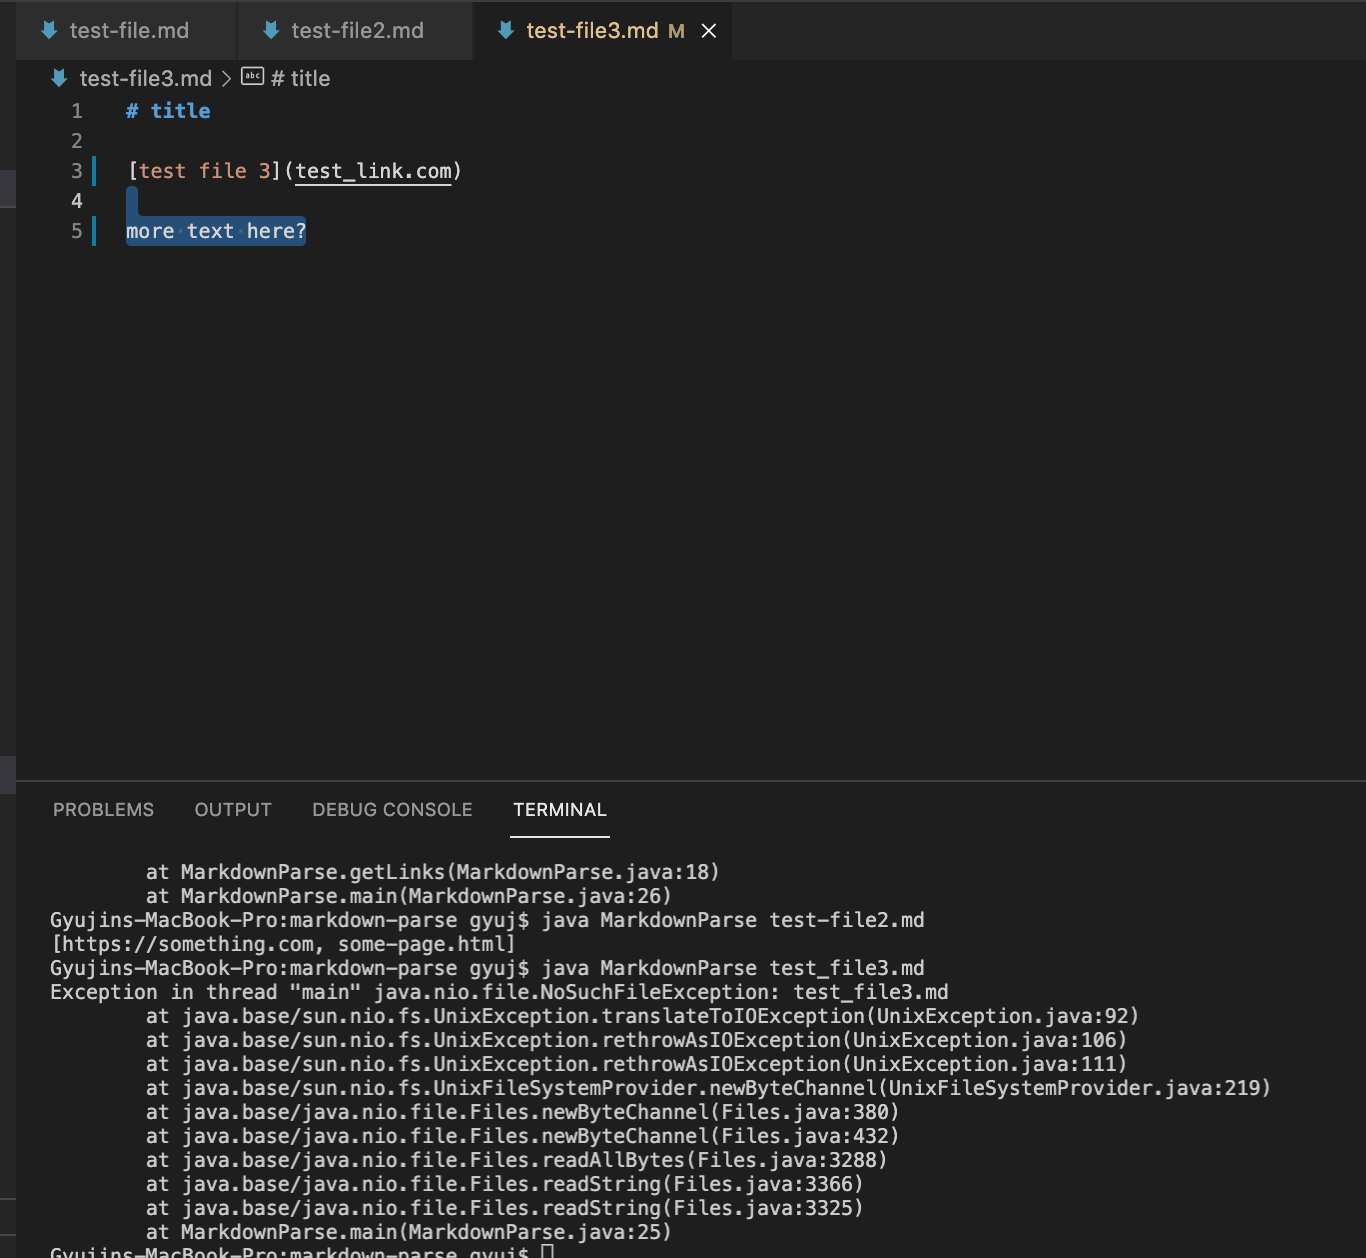 test-file.md test-file2.md test-file3.md M
test-file3.md > abc # title
1 # title
2
3 [test file 3](test_link.com)
4
5 more text here?
PROBLEMS OUTPUT DEBUG CONSOLE TERMINAL
at MarkdownParse.getLinks(MarkdownParse.java:18)
at MarkdownParse.main(MarkdownParse.java:26)
Gyujins-MacBook-Pro:markdown-parse gyuj$ java MarkdownParse test-file2.md
[https://something.com, some-page.html]
Gyujins-MacBook-Pro:markdown-parse gyuj$ java MarkdownParse test_file3.md
Exception in thread "main" java.nio.file.NoSuchFileException: test_file3.md
at java.base/sun.nio.fs.UnixException.translateToIOException(UnixException.java:92)
at java.base/sun.nio.fs.UnixException.rethrowAsIOException(UnixException.java:106)
at java.base/sun.nio.fs.UnixException.rethrowAsIOException(UnixException.java:111)
at java.base/sun.nio.fs.UnixFileSystemProvider.newByteChannel(UnixFileSystemProvider.java:219)
at java.base/java.nio.file.Files.newByteChannel(Files.java:380)
at java.base/java.nio.file.Files.newByteChannel(Files.java:432)
at java.base/java.nio.file.Files.readAllBytes(Files.java:3288)
at java.base/java.nio.file.Files.readString(Files.java:3366)
at java.base/java.nio.file.Files.readString(Files.java:3325)
at MarkdownParse.main(MarkdownParse.java:25)
Gyujins-MacBook-Pro:markdown-parse gyuj$